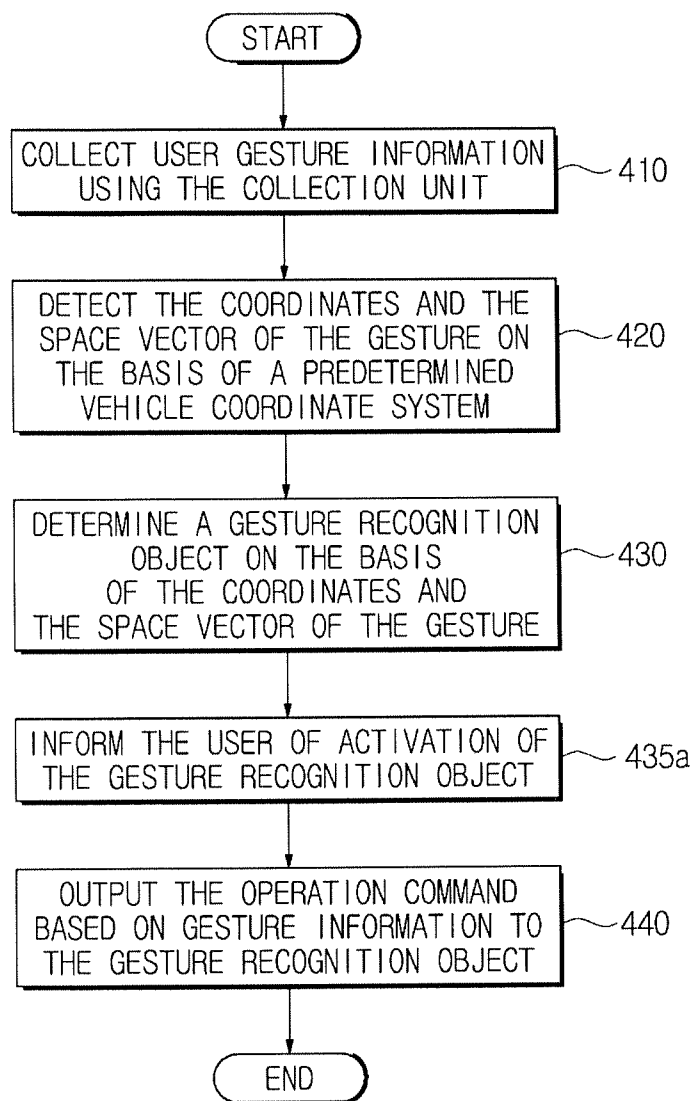 START
COLLECT USER GESTURE INFORMATION
USING THE COLLECTION UNIT
410
DETECT THE COORDINATES AND THE
SPACE VECTOR OF THE GESTURE ON
THE BASIS OF A PREDETERMINED
VEHICLE COORDINATE SYSTEM
420
DETERMINE A GESTURE RECOGNITION
OBJECT ON THE BASIS
OF THE COORDINATES AND
THE SPACE VECTOR OF THE GESTURE
430
INFORM THE USER OF ACTIVATION OF
THE GESTURE RECOGNITION OBJECT
435a
OUTPUT THE OPERATION COMMAND
BASED ON GESTURE INFORMATION TO
THE GESTURE RECOGNITION OBJECT
440
END